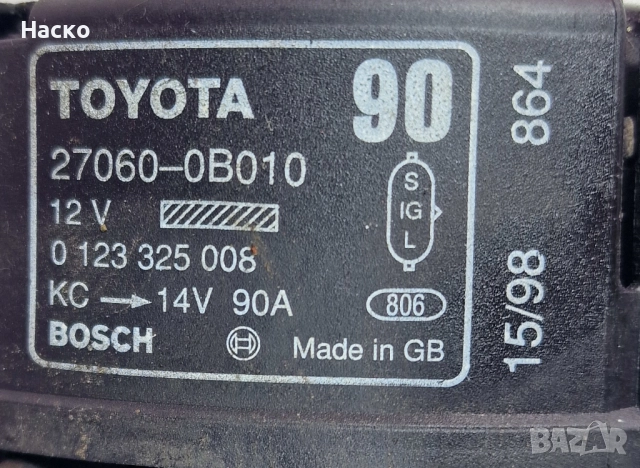 Наско
TOYOTA 90
27060–0B010
12 V
0 123 325 008
KC → 14V 90A
BOSCH
Made in GB
S
IG
L
806
864
15/98
BAZAR